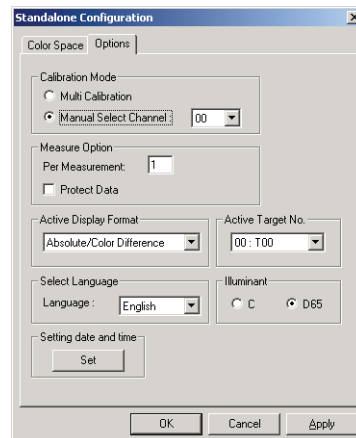 Standalone Configuration
Color Space Options
Calibration Mode
Multi Calibration
Manual Select Channel : 00
Measure Option
Per Measurement: 1
Protect Data
Active Display Format Active Target No.
Absolute/Color Difference 00 : T00
Select Language Illuminant
Language : English C D65
Setting date and time
Set
OK Cancel Apply